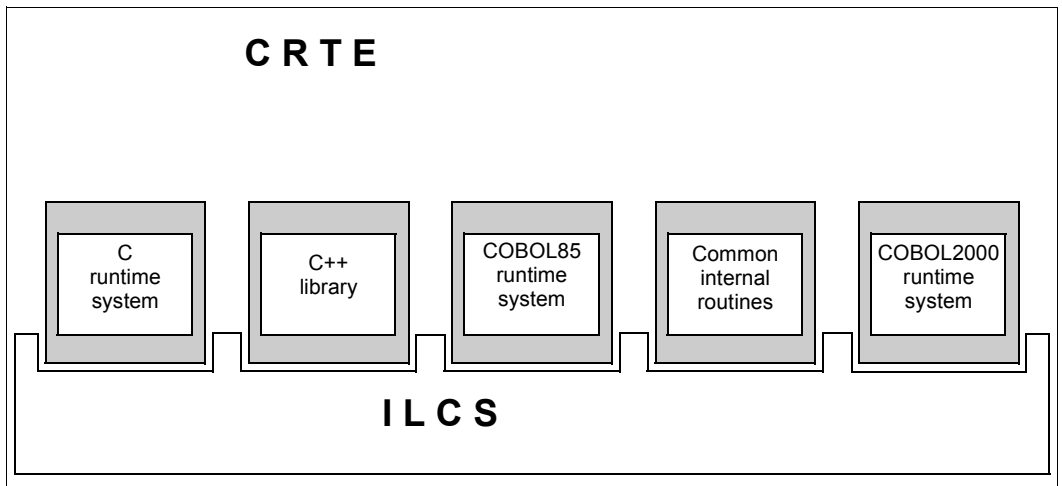 C R T E
C
runtime
system
C++
library
COBOL85
runtime
system
Common
internal
routines
COBOL2000
runtime
system
I L C S